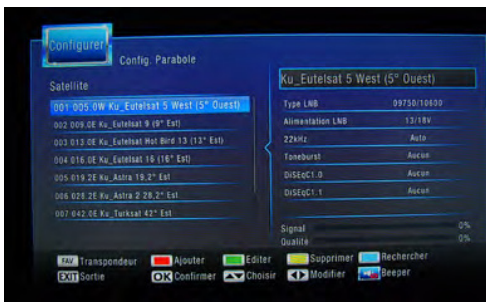 Configurer
Config. Parabole
Satellite
001 005.0W Ku_Eutelsat 5 West (5° Ouest)
002 009.0E Ku_Eutelsat 9 (9° Est)
003 013.0E Ku_Eutelsat Hot Bird 13 (13° Est)
004 016.0E Ku_Eutelsat 16 (16° Est)
005 019.2E Ku_Astra 19.2° Est
006 028.2E Ku_Astra 2 28.2° Est
007 042.0E Ku_Turksat 42° Est
Ku_Eutelsat 5 West (5° Ouest)
Type LNB 09750/10600
Alimentation LNB 13/18V
22kHz Auto
Toneburst Aucun
DiSEqC1.0 Aucun
DiSEqC1.1 Aucun
Signal 0%
Qualité 0%
FAV Transpondeur Ajouter Editer Supprimer Rechercher
EXIT Sortie OK Confirmer Choisir Modifier Beeper